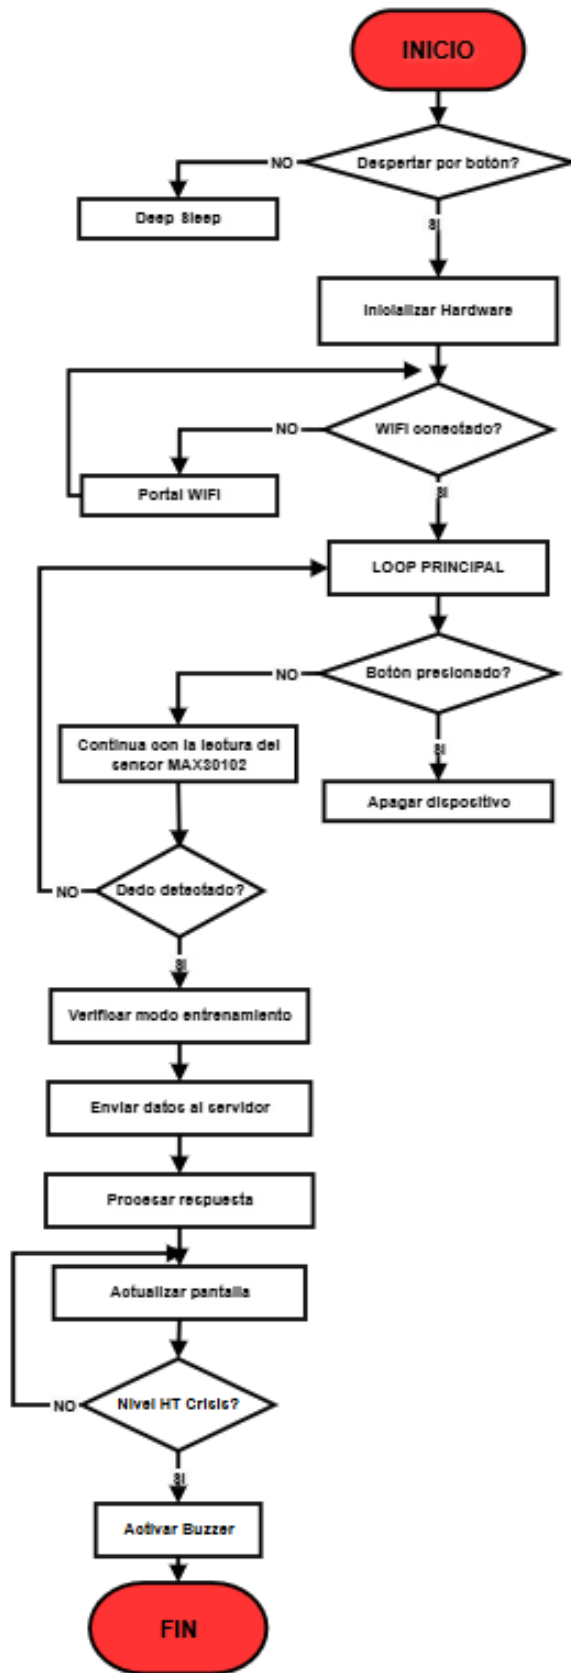 INICIO
Despertar por botón?
NO
Deep Sleep
SI
Inicializar Hardware
WIFI conectado?
NO
Portal WIFI
SI
LOOP PRINCIPAL
Botón presionado?
NO
Continua con la lectura del
sensor MAX30102
SI
Apagar dispositivo
Dedo detectado?
NO
SI
Verificar modo entrenamiento
Enviar datos al servidor
Procesar respuesta
Actualizar pantalla
Nivel HT Crisis?
NO
SI
Activar Buzzer
FIN